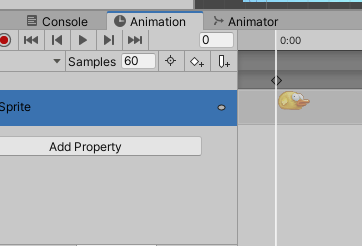 Console Animation Animator
0 0:00
Samples 60
Sprite
Add Property